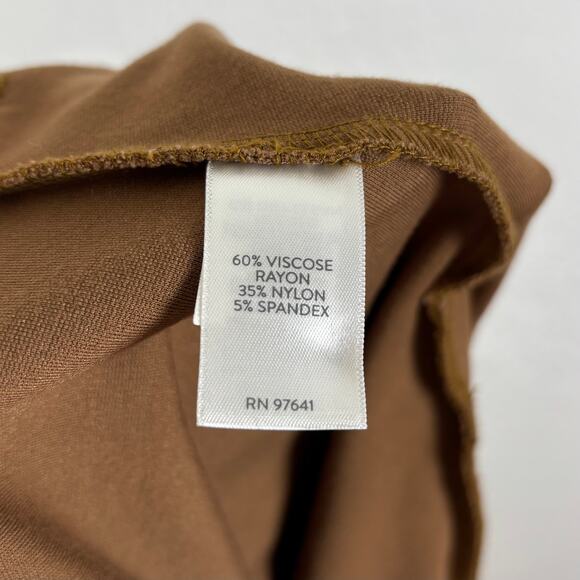 60% VISCOSE
RAYON
35% NYLON
5% SPANDEX
RN 97641